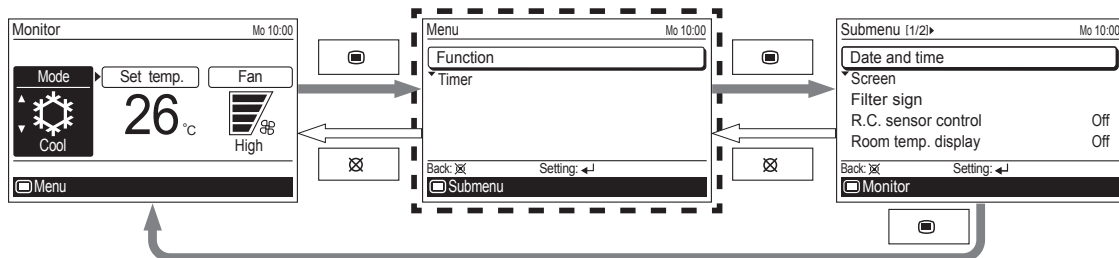 Monitor Mo 10:00
Mode Set temp. Fan
26°C
Cool High
Menu
Menu Mo 10:00
Function
Timer
Back: Setting:
Submenu
Submenu [1/2] Mo 10:00
Date and time
Screen
Filter sign
R.C. sensor control Off
Room temp. display Off
Back: Setting:
Monitor